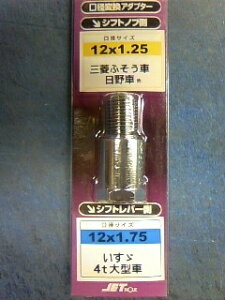 口径変換アダプター
シフトノブ側
口径サイズ
12x1.25
三菱ふそう車
日野車 他
シフトレバー側
口径サイズ
12x1.75
いすゞ
4t大型車
JET